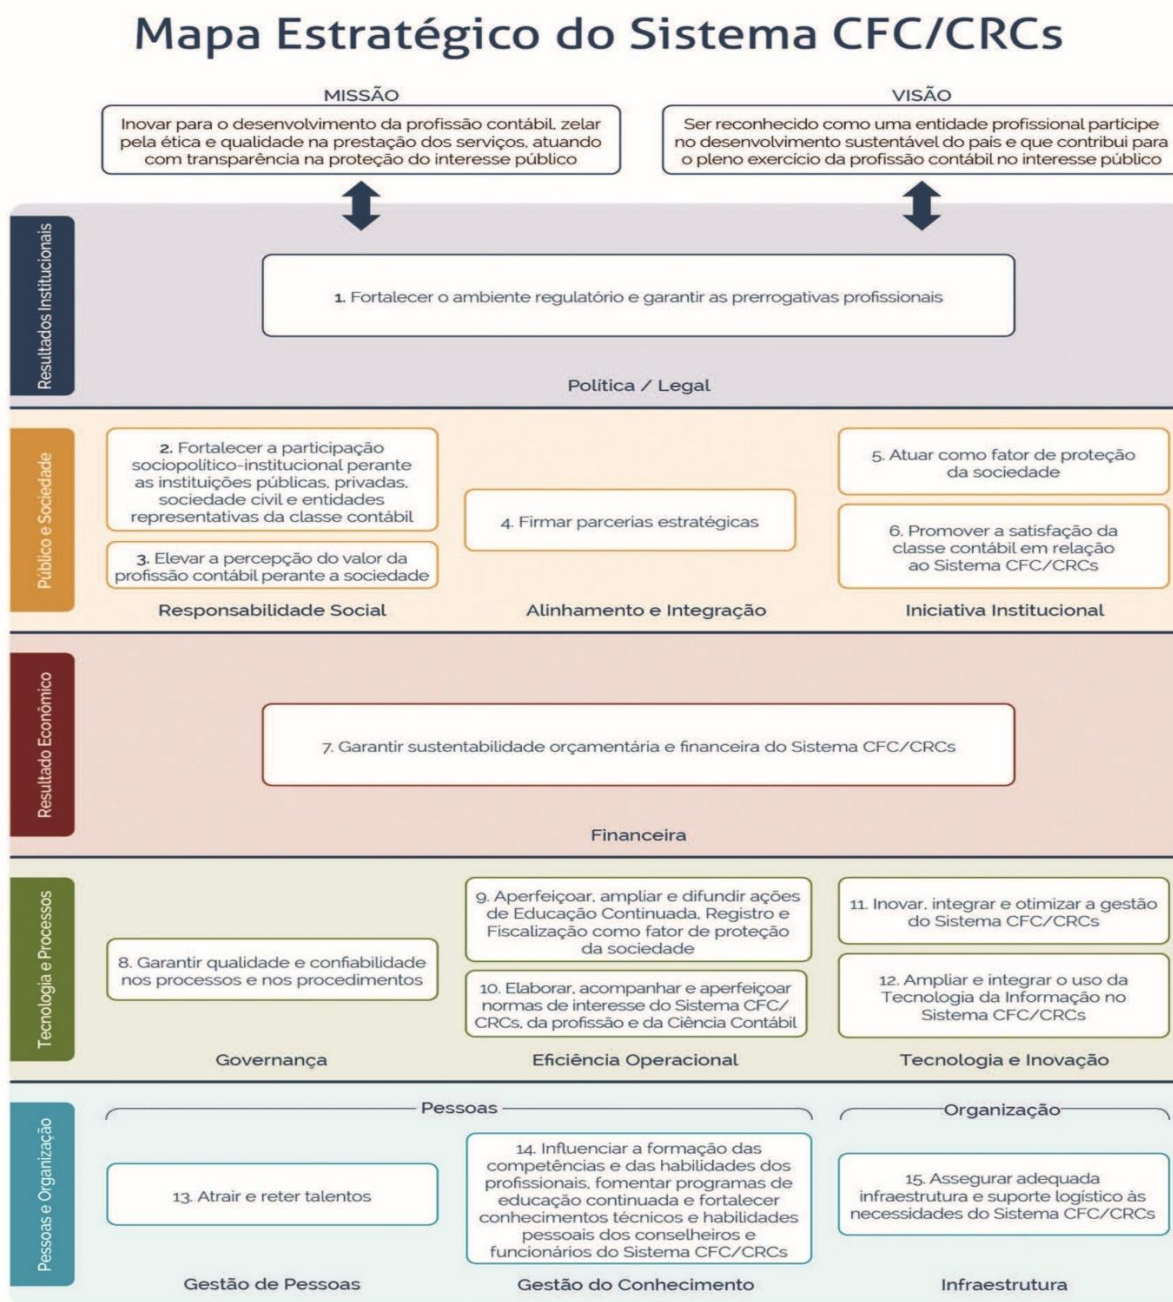 Mapa Estratégico do Sistema CFC/CRCs
MISSÃO
Inovar para o desenvolvimento da profissão contábil, zelar
pela ética e qualidade na prestação dos serviços, atuando
com transparência na proteção do interesse público
VISÃO
Ser reconhecido como uma entidade profissional partícipe
no desenvolvimento sustentável do país e que contribui para
o pleno exercício da profissão contábil no interesse público
Resultados Institucionais
1. Fortalecer o ambiente regulatório e garantir as prerrogativas profissionais
Política / Legal
Público e Sociedade
2. Fortalecer a participação
sociopolítico-institucional perante
as instituições públicas, privadas,
sociedade civil e entidades
representativas da classe contábil
3. Elevar a percepção do valor da
profissão contábil perante a sociedade
Responsabilidade Social
4. Firmar parcerias estratégicas
Alinhamento e Integração
5. Atuar como fator de proteção
da sociedade
6. Promover a satisfação da
classe contábil em relação
ao Sistema CFC/CRCs
Iniciativa Institucional
Resultado Econômico
7. Garantir sustentabilidade orçamentária e financeira do Sistema CFC/CRCs
Financeira
Tecnologia e Processos
8. Garantir qualidade e confiabilidade
nos processos e nos procedimentos
Governança
9. Aperfeiçoar, ampliar e difundir ações
de Educação Continuada, Registro e
Fiscalização como fator de proteção
da sociedade
10. Elaborar, acompanhar e aperfeiçoar
normas de interesse do Sistema CFC/
CRCs, da profissão e da Ciência Contábil
Eficiência Operacional
11. Inovar, integrar e otimizar a gestão
do Sistema CFC/CRCs
12. Ampliar e integrar o uso da
Tecnologia da Informação no
Sistema CFC/CRCs
Tecnologia e Inovação
Pessoas e Organização
Pessoas
13. Atrair e reter talentos
Gestão de Pessoas
14. Influenciar a formação das
competências e das habilidades dos
profissionais, fomentar programas de
educação continuada e fortalecer
conhecimentos técnicos e habilidades
pessoais dos conselheiros e
funcionários do Sistema CFC/CRCs
Gestão do Conhecimento
Organização
15. Assegurar adequada
infraestrutura e suporte logístico às
necessidades do Sistema CFC/CRCs
Infraestrutura